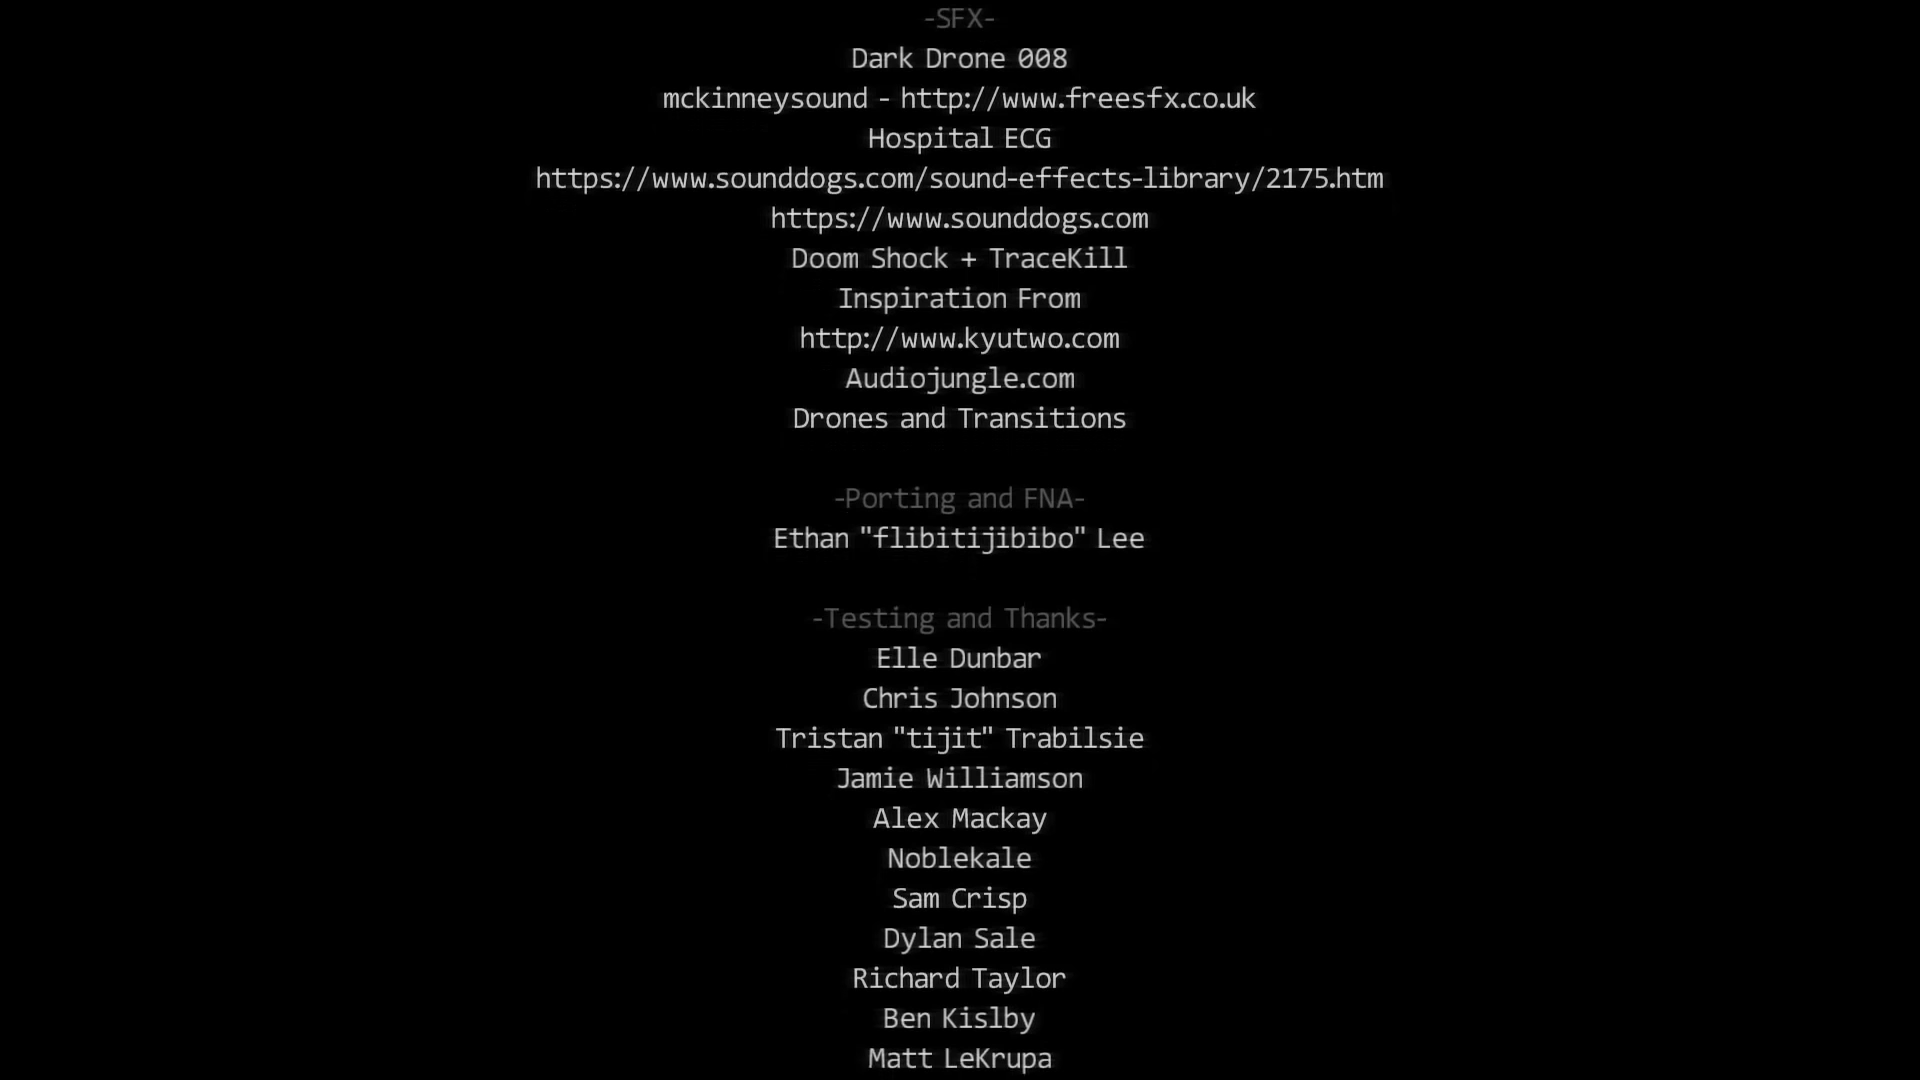 -SFX-
Dark Drone 008
mckinneysound - http://www.freesfx.co.uk
Hospital ECG
https://www.sounddogs.com/sound-effects-library/2175.htm
https://www.sounddogs.com
Doom Shock + TraceKill
Inspiration From
http://www.kyutwo.com
Audiojungle.com
Drones and Transitions
-Porting and FNA-
Ethan "flibitijibibo" Lee
-Testing and Thanks-
Elle Dunbar
Chris Johnson
Tristan "tijit" Trabilsie
Jamie Williamson
Alex Mackay
Noblekale
Sam Crisp
Dylan Sale
Richard Taylor
Ben Kislby
Matt LeKrupa